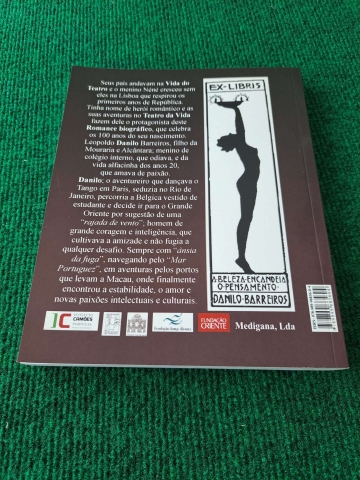 Seus pais andavam na Vida do
Teatro e o menino Néné cresceu sem
eles na Lisboa que respirou os
primeiros anos de República.
Tinha nome de herói romântico e as
suas aventuras no Teatro da Vida
fazem dele o protagonista deste
Romance biográfico, que celebra
os 100 anos do seu nascimento.
Leopoldo Danilo Barreiros, filho da
Mouraria e Alcântara; menino de
colégio interno, que odiava, e da
vida alfacinha dos anos 20,
que amava de paixão.
Danilo; o aventureiro que dançava o
Tango em Paris, seduzia no Rio de
Janeiro, percorria a Bélgica vestido de
estudante e decide ir para o Grande
Oriente por sugestão de uma
"rajada de vento"; homem de
grande coragem e inteligência, que
cultivava a amizade e não fugia a
qualquer desafio. Sempre com "ânsia
da fuga", navegando pelo "Mar
Portuguez", em aventuras pelos portos
que levam a Macau, onde finalmente
encontrou a estabilidade, o amor e
novas paixões intelectuais e culturais.
EX-LIBRIS
A BELEZA ENCANDEIA
O PENSAMENTO
DANILO BARREIROS
IC
CAMÕES
Fundação Jorge Álvares
FUNDAÇÃO
ORIENTE
Medigana, Lda